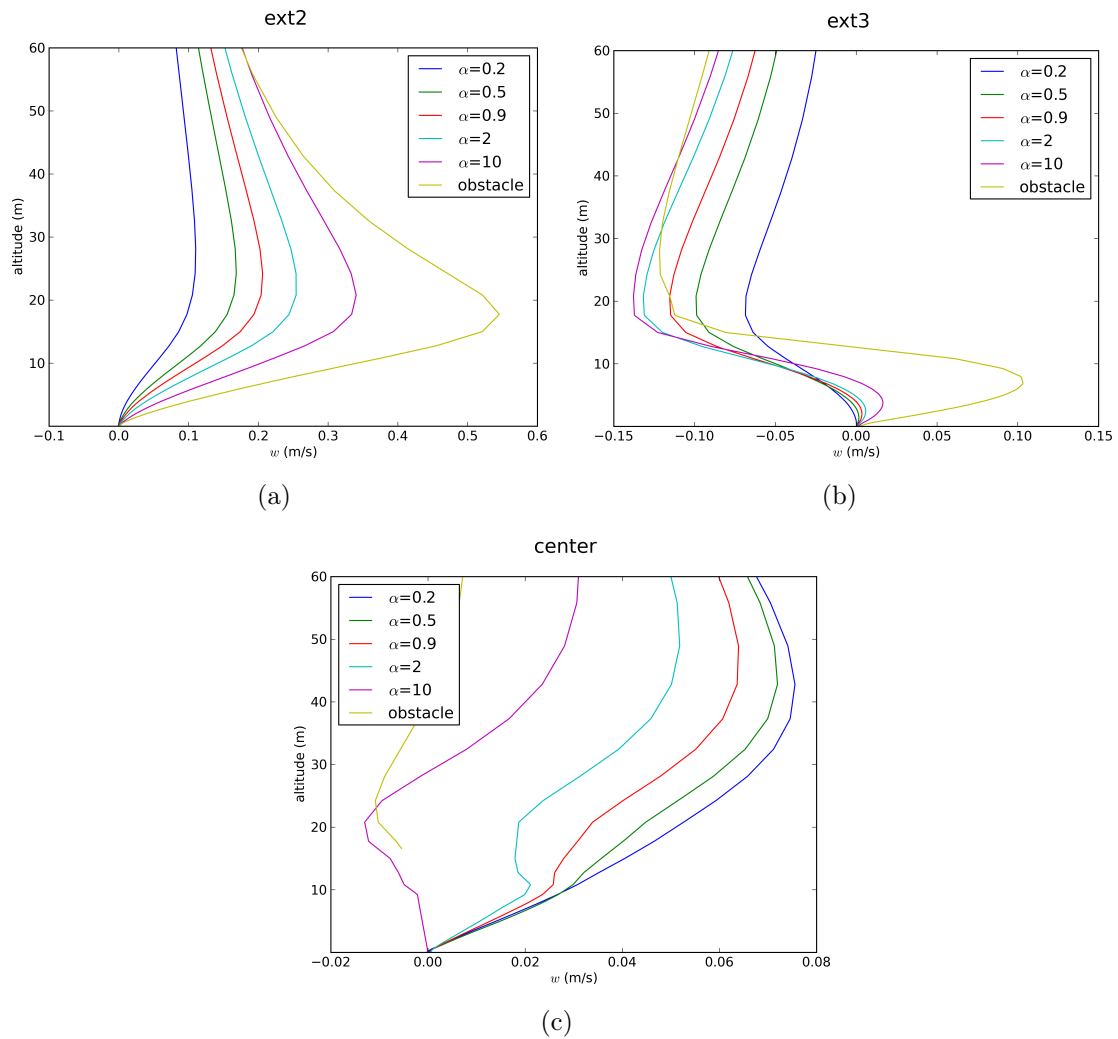 ext2
60
50
40
30
20
10
altitude (m)
−0.1 0.0 0.1 0.2 0.3 0.4 0.5 0.6
w (m/s)
α=0.2
α=0.5
α=0.9
α=2
α=10
obstacle
(a)
ext3
60
50
40
30
20
10
altitude (m)
−0.15 −0.10 −0.05 0.00 0.05 0.10 0.15
w (m/s)
α=0.2
α=0.5
α=0.9
α=2
α=10
obstacle
(b)
center
60
50
40
30
20
10
altitude (m)
−0.02 0.00 0.02 0.04 0.06 0.08
w (m/s)
α=0.2
α=0.5
α=0.9
α=2
α=10
obstacle
(c)